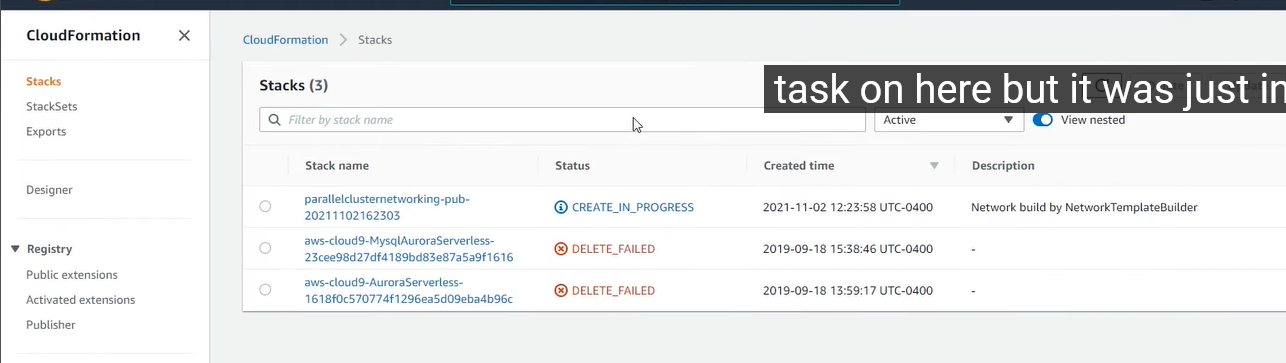 CloudFormation
CloudFormation > Stacks
Stacks
StackSets
Exports
Designer
Registry
Public extensions
Activated extensions
Publisher
Stacks (3)
task on here but it was just in
Filter by stack name
Active
View nested
Stack name Status Created time Description
parallelclusternetworking-pub-
20211102162303
CREATE_IN_PROGRESS 2021-11-02 12:23:58 UTC-0400 Network build by NetworkTemplateBuilder
aws-cloud9-MysqlAuroraServerless-
23cee98d27df4189bd83e87a5a9f1616
DELETE_FAILED 2019-09-18 15:38:46 UTC-0400 -
aws-cloud9-AuroraServerless-
1618f0c570774f1296ea5d09eba4b96c
DELETE_FAILED 2019-09-18 13:59:17 UTC-0400 -